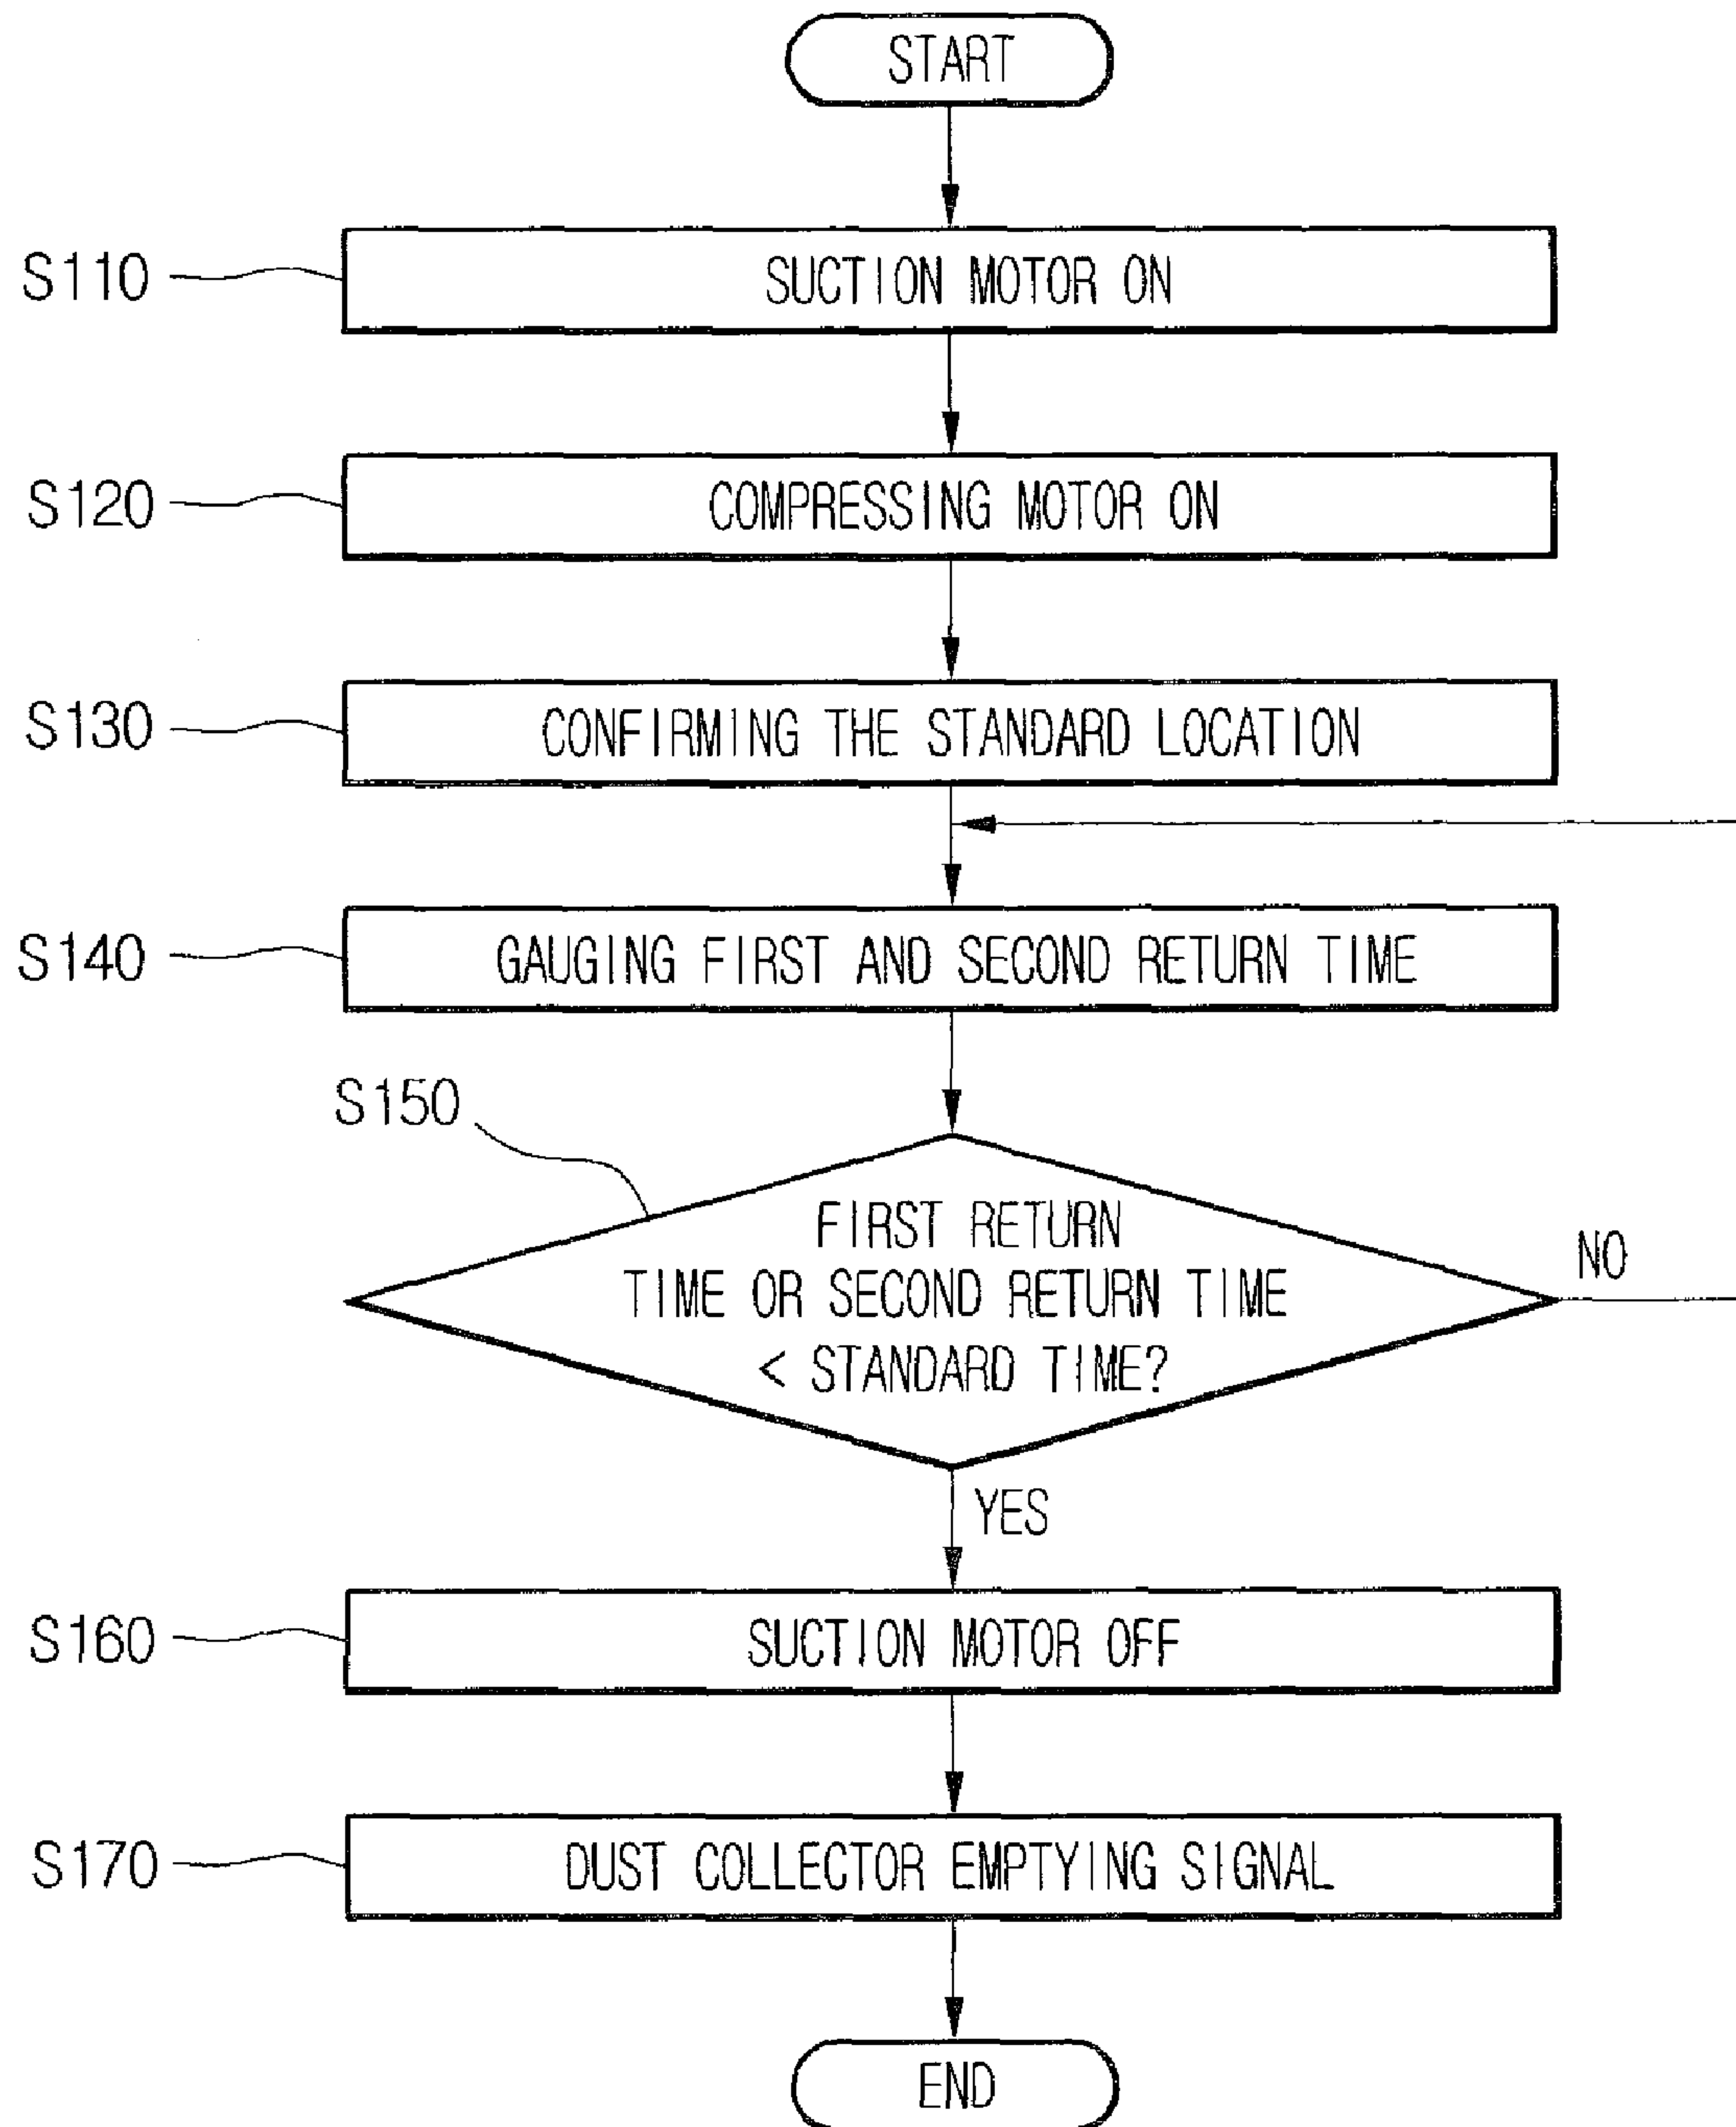 START
S110
SUCTION MOTOR ON
S120
COMPRESSING MOTOR ON
S130
CONFIRMING THE STANDARD LOCATION
S140
GAUGING FIRST AND SECOND RETURN TIME
S150
FIRST RETURN
TIME OR SECOND RETURN TIME
< STANDARD TIME?
NO
YES
S160
SUCTION MOTOR OFF
S170
DUST COLLECTOR EMPTYING SIGNAL
END